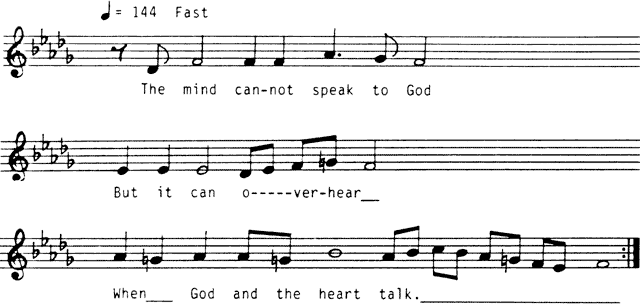 ♩= 144 Fast
The mind can-not speak to God
But it can o-----ver-hear__
When___ God and the heart talk.______________________